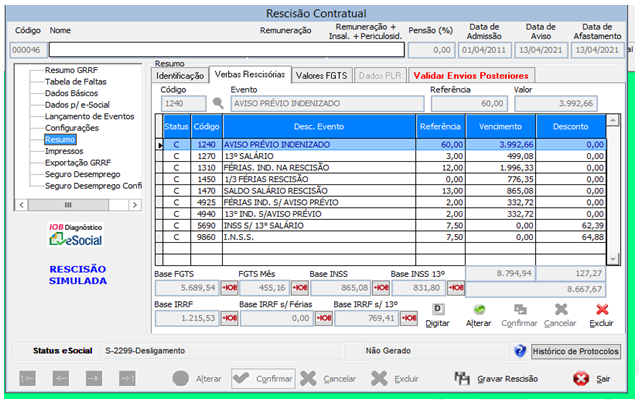 Rescisão Contratual
Código Nome Remuneração Remuneração + Insal. + Periculosid. Pensão (%) Data de Admissão Data de Aviso Data de Afastamento
000046 0,00 01/04/2011 13/04/2021 13/04/2021 al
Resumo GRRF
Tabela de Faltas
Dados Básicos
Dados p/ e-Social
Lançamento de Eventos
Configurações
Resumo
Impressos
Exportação GRRF
Seguro Desemprego
Seguro Desemprego Confi
IOB Diagnóstico
eSocial
RESCISÃO
SIMULADA
Resumo
Identificação Verbas Rescisórias Valores FGTS Dados PLR Validar Envios Posteriores
Código Evento Referência Valor
1240 AVISO PRÉVIO INDENIZADO 60,00 3.992,66
Status Código Desc. Evento Referência Vencimento Desconto
C 1240 AVISO PRÉVIO INDENIZADO 60,00 3.992,66 0,00
C 1270 13º SALÁRIO 3,00 499,08 0,00
C 1310 FÉRIAS. IND. NA RESCISÃO 12,00 1.996,33 0,00
C 1450 1/3 FÉRIAS RESCISÃO 0,00 776,35 0,00
C 1470 SALDO SALÁRIO RESCISÃO 13,00 865,08 0,00
C 4925 FÉRIAS IND. S/ AVISO PRÉVIO 2,00 332,72 0,00
C 4940 13º IND. S/AVISO PRÉVIO 2,00 332,72 0,00
C 5690 INSS S/ 13º SALÁRIO 7,50 0,00 62,39
C 9860 I.N.S.S. 7,50 0,00 64,88
8.794,94 127,27
8.667,67
Base FGTS FGTS Mês Base INSS Base INSS 13º
5.689,54 +IOB 455,16 +IOB 865,08 +IOB 831,80 +IOB
Base IRRF Base IRRF s/Férias Base IRRF s/ 13º
1.215,53 +IOB 0,00 +IOB 769,41 +IOB
D
Digitar Alterar Confirmar Cancelar Excluir
Status eSocial S-2299-Desligamento Não Gerado ? Histórico de Protocolos
Alterar Confirmar Cancelar Excluir Gravar Rescisão Sair